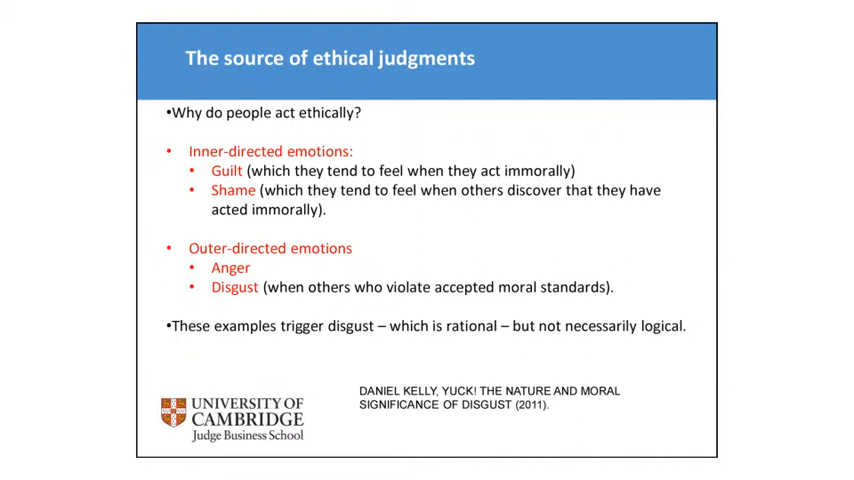 The source of ethical judgments
•Why do people act ethically?
• Inner-directed emotions:
• Guilt (which they tend to feel when they act immorally)
• Shame (which they tend to feel when others discover that they have
acted immorally).
• Outer-directed emotions
• Anger
• Disgust (when others who violate accepted moral standards).
•These examples trigger disgust – which is rational – but not necessarily logical.
DANIEL KELLY, YUCK! THE NATURE AND MORAL
SIGNIFICANCE OF DISGUST (2011).
UNIVERSITY OF
CAMBRIDGE
Judge Business School